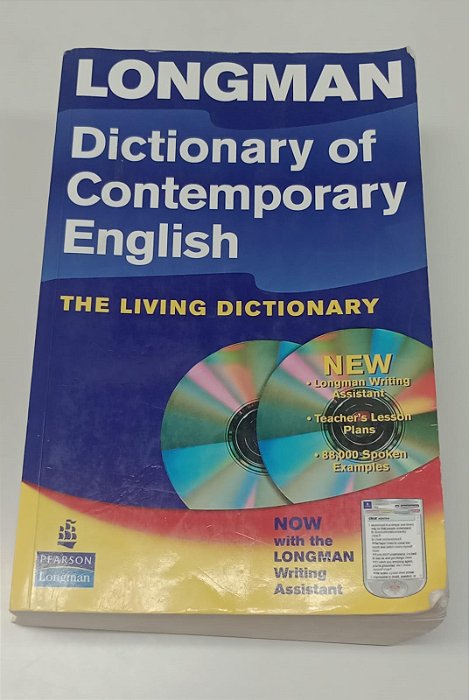 LONGMAN
Dictionary of
Contemporary
English
THE LIVING DICTIONARY
NEW
• Longman Writing
Assistant
• Teacher's Lesson
Plans
• 88,000 Spoken
Examples
NOW
with the
LONGMAN
Writing
Assistant
PEARSON
Longman